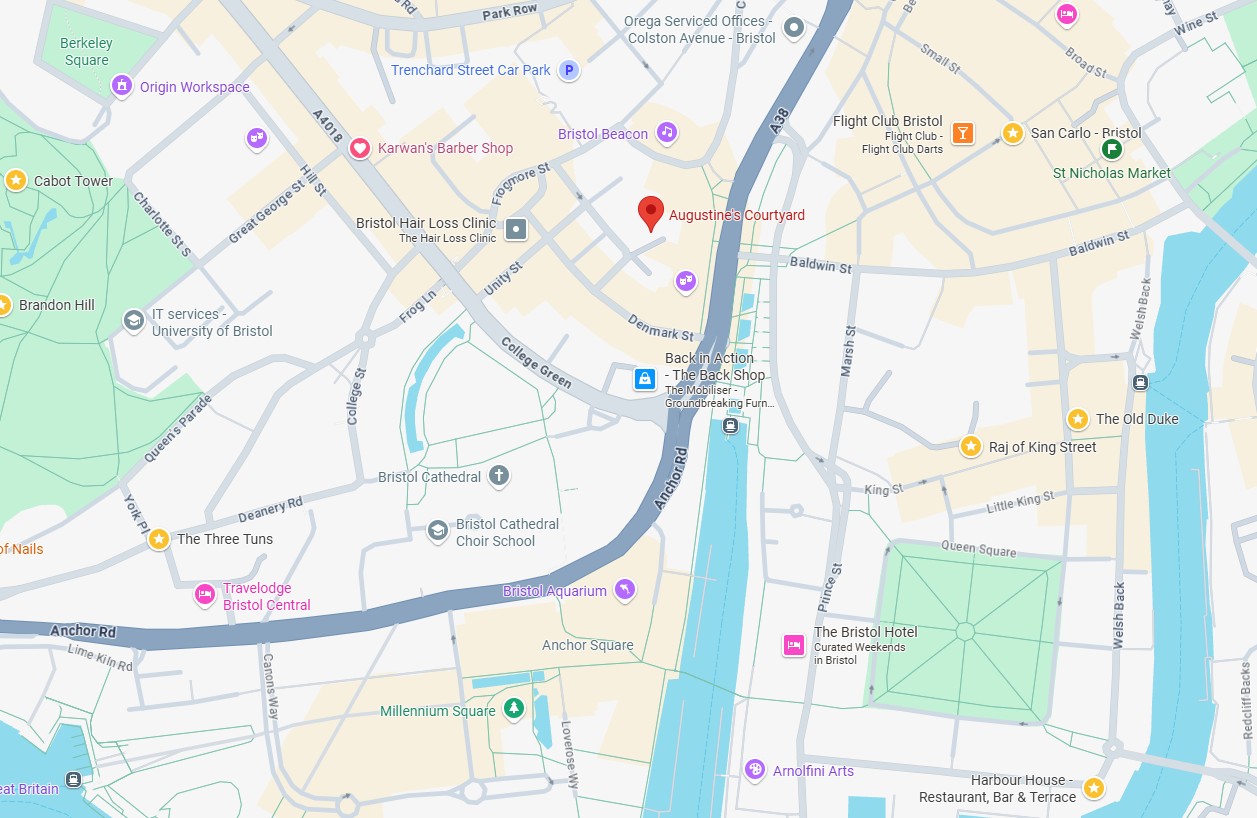 Park Row
Orega Serviced Offices -
Colston Avenue - Bristol
Wine St
Berkeley
Square
Small St
Broad St
Trenchard Street Car Park
P
Origin Workspace
A4018
A38
Bristol Beacon
Flight Club Bristol
Flight Club -
Flight Club Darts
San Carlo - Bristol
Karwan's Barber Shop
St Nicholas Market
Cabot Tower
Hill St
Frogmore St
Charlotte St S
Great George St
Bristol Hair Loss Clinic
The Hair Loss Clinic
Augustine's Courtyard
Baldwin St
Baldwin St
Unity St
Frog Ln
Brandon Hill
IT services -
University of Bristol
Welsh Back
Denmark St
Marsh St
College Green
Back in Action
- The Back Shop
The Mobiliser -
Groundbreaking Furn...
College St
Queen's Parade
The Old Duke
Raj of King Street
Bristol Cathedral
Anchor Rd
King St
Little King St
York Pl
Deanery Rd
Bristol Cathedral
Choir School
The Three Tuns
of Nails
Queen Square
Travelodge
Bristol Central
Bristol Aquarium
Prince St
Welsh Back
Anchor Rd
Lime Kiln Rd
Anchor Square
The Bristol Hotel
Curated Weekends
in Bristol
Canons Way
Millennium Square
Loverose Wy
Redcliff Backs
Arnolfini Arts
eat Britain
Harbour House -
Restaurant, Bar & Terrace